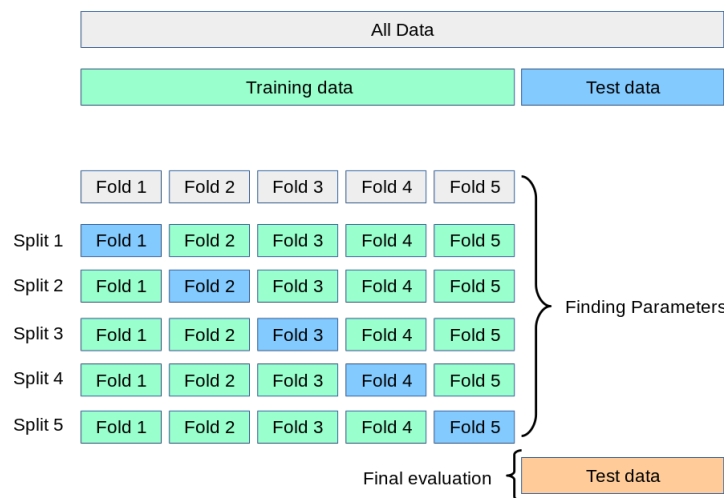 All Data
Training data Test data
Fold 1 Fold 2 Fold 3 Fold 4 Fold 5
Split 1 Fold 1 Fold 2 Fold 3 Fold 4 Fold 5
Split 2 Fold 1 Fold 2 Fold 3 Fold 4 Fold 5
Finding Parameters
Split 3 Fold 1 Fold 2 Fold 3 Fold 4 Fold 5
Split 4 Fold 1 Fold 2 Fold 3 Fold 4 Fold 5
Split 5 Fold 1 Fold 2 Fold 3 Fold 4 Fold 5
Final evaluation Test data